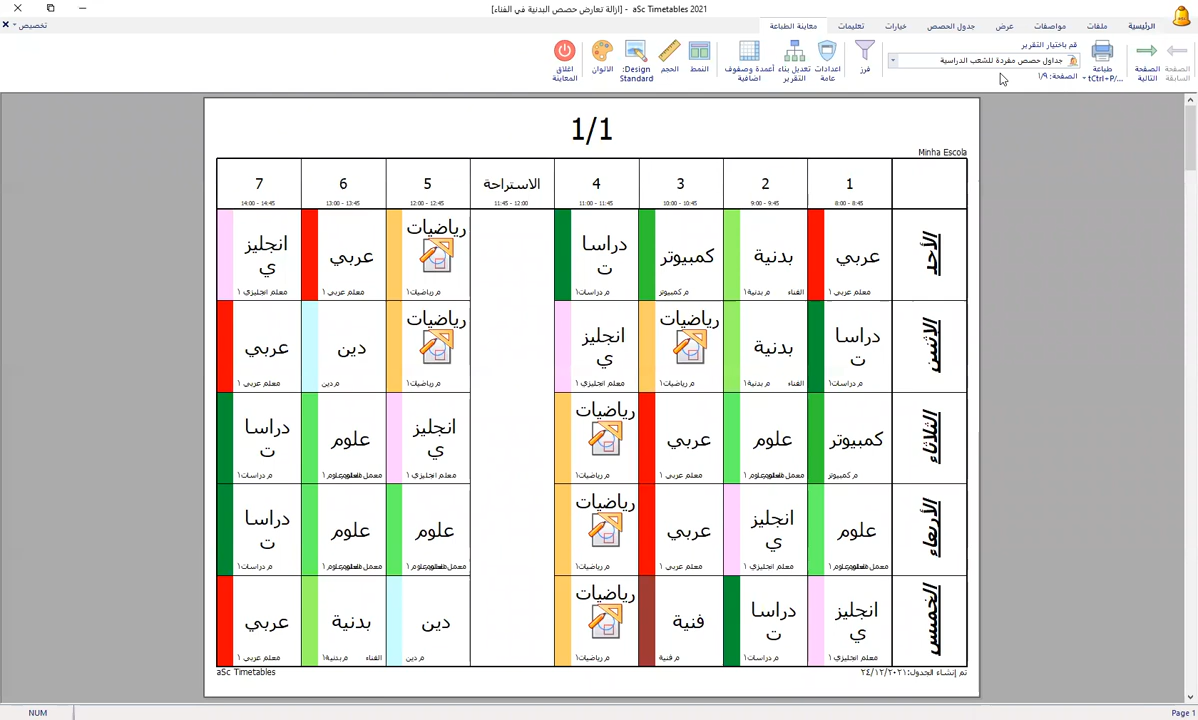 aSc Timetables 2021 - [ازالة تعارض حصص البدنية في الفناء]
الرئيسية
ملفات
مواصفات
عرض
جدول الحصص
خيارات
تعليمات
معاينة الطباعة
تخصيص
الصفحة السابقة
الصفحة التالية
طباعة
tCtrl+P/...
قم باختيار التقرير
جداول حصص مفردة للشعب الدراسية
الصفحة: ١/٩
فرز
اعدادات عامة
تعديل بناء التقرير
أعمدة وصفوف اضافية
النمط
الحجم
Design: Standard
الالوان
اغلاق المعاينة
1/1
Minha Escola
1 2 3 4 الاستراحة 5 6 7
8:00 - 8:45 9:00 - 9:45 10:00 - 10:45 11:00 - 11:45 11:45 - 12:00 12:00 - 12:45 13:00 - 13:45 14:00 - 14:45
الأحد
عربي معلم عربي ١
بدنية الفناء م بدنية١
كمبيوتر م كمبيوتر
دراسات م دراسات١
رياضيات م رياضيات١
عربي معلم عربي ١
انجليزي معلم انجليزي ١
الإثنين
دراسات م دراسات١
بدنية الفناء م بدنية١
رياضيات م رياضيات١
انجليزي معلم انجليزي ١
رياضيات م رياضيات١
دين م دين
عربي معلم عربي ١
الثلاثاء
كمبيوتر م كمبيوتر
علوم معمل
عربي معلم عربي ١
رياضيات م رياضيات١
انجليزي معلم انجليزي ١
علوم معمل
دراسات م دراسات١
الأربعاء
علوم معمل
انجليزي معلم انجليزي ١
عربي معلم عربي ١
رياضيات م رياضيات١
علوم معمل
علوم معمل
دراسات م دراسات١
الخميس
انجليزي معلم انجليزي ١
دراسات م دراسات١
فنية م فنية
رياضيات م رياضيات١
دين م دين
بدنية الفناء م بدنية١
عربي معلم عربي ١
تم إنشاء الجدول:٢٤/١٢/٢٠٢١
aSc Timetables
NUM
Page 1